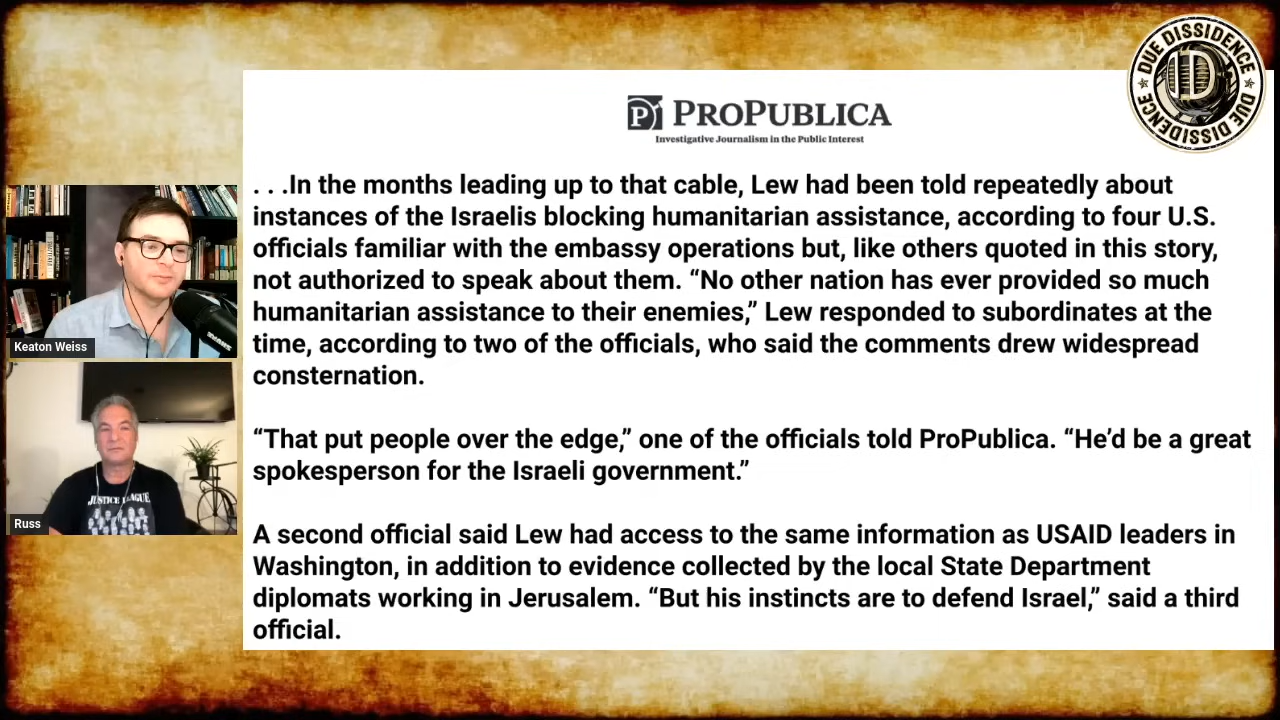 DUE DISSIDENCE
DUE DISSIDENCE
PROPUBLICA
Investigative Journalism in the Public Interest
. . .In the months leading up to that cable, Lew had been told repeatedly about
instances of the Israelis blocking humanitarian assistance, according to four U.S.
officials familiar with the embassy operations but, like others quoted in this story,
not authorized to speak about them. “No other nation has ever provided so much
humanitarian assistance to their enemies,” Lew responded to subordinates at the
time, according to two of the officials, who said the comments drew widespread
consternation.
“That put people over the edge,” one of the officials told ProPublica. “He’d be a great
spokesperson for the Israeli government.”
A second official said Lew had access to the same information as USAID leaders in
Washington, in addition to evidence collected by the local State Department
diplomats working in Jerusalem. “But his instincts are to defend Israel,” said a third
official.
Keaton Weiss
JUSTICE LEAGUE
Russ